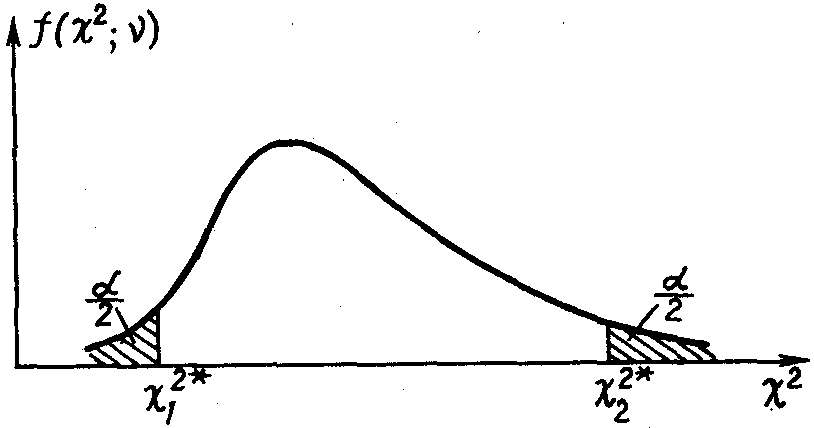 f(χ²; ν)
α/2
α/2
χ₁²*
χ₂²*
χ²